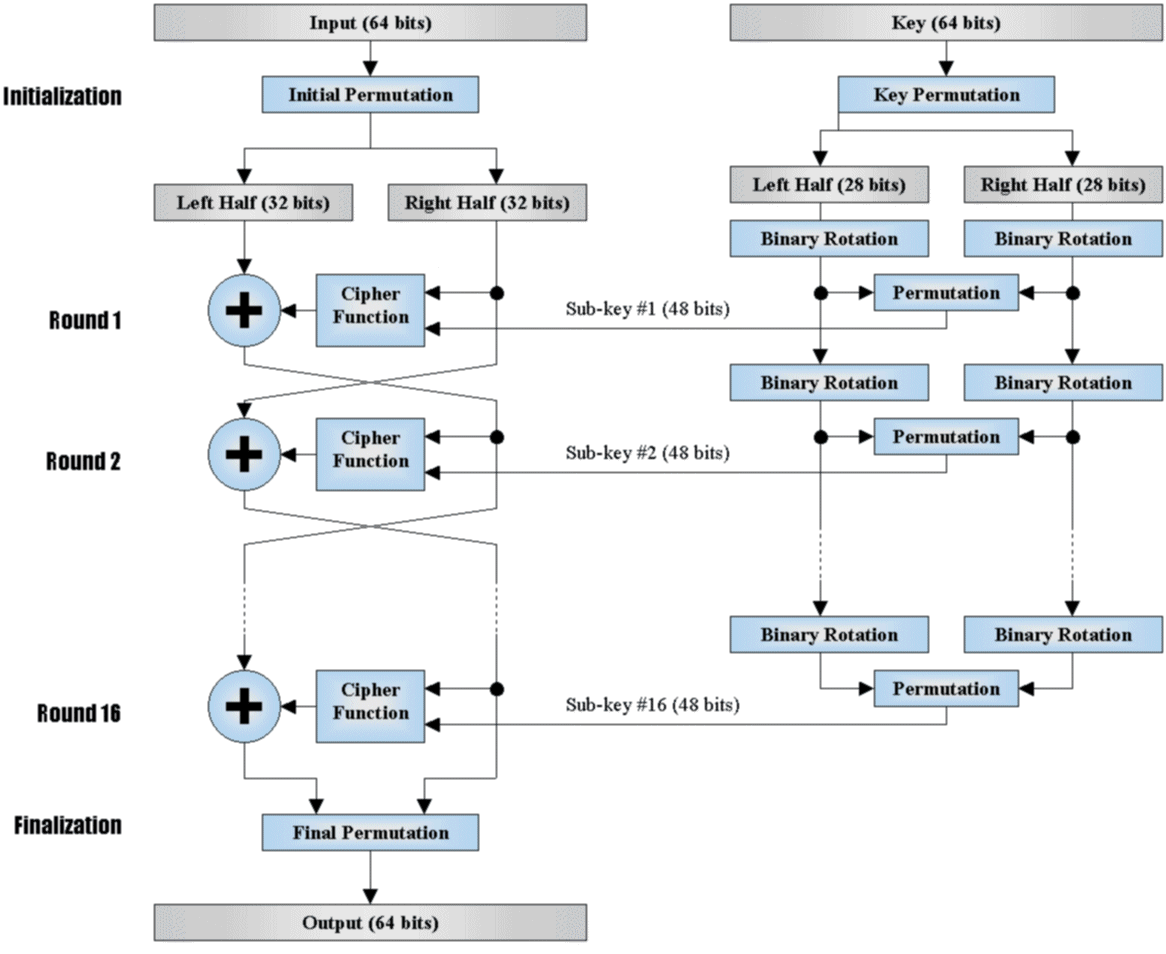 Input (64 bits)
Key (64 bits)
Initialization
Initial Permutation
Key Permutation
Left Half (32 bits)
Right Half (32 bits)
Left Half (28 bits)
Right Half (28 bits)
Binary Rotation
Binary Rotation
Round 1
Cipher
Function
Sub-key #1 (48 bits)
Permutation
Binary Rotation
Binary Rotation
Round 2
Cipher
Function
Sub-key #2 (48 bits)
Permutation
Binary Rotation
Binary Rotation
Round 16
Cipher
Function
Sub-key #16 (48 bits)
Permutation
Finalization
Final Permutation
Output (64 bits)